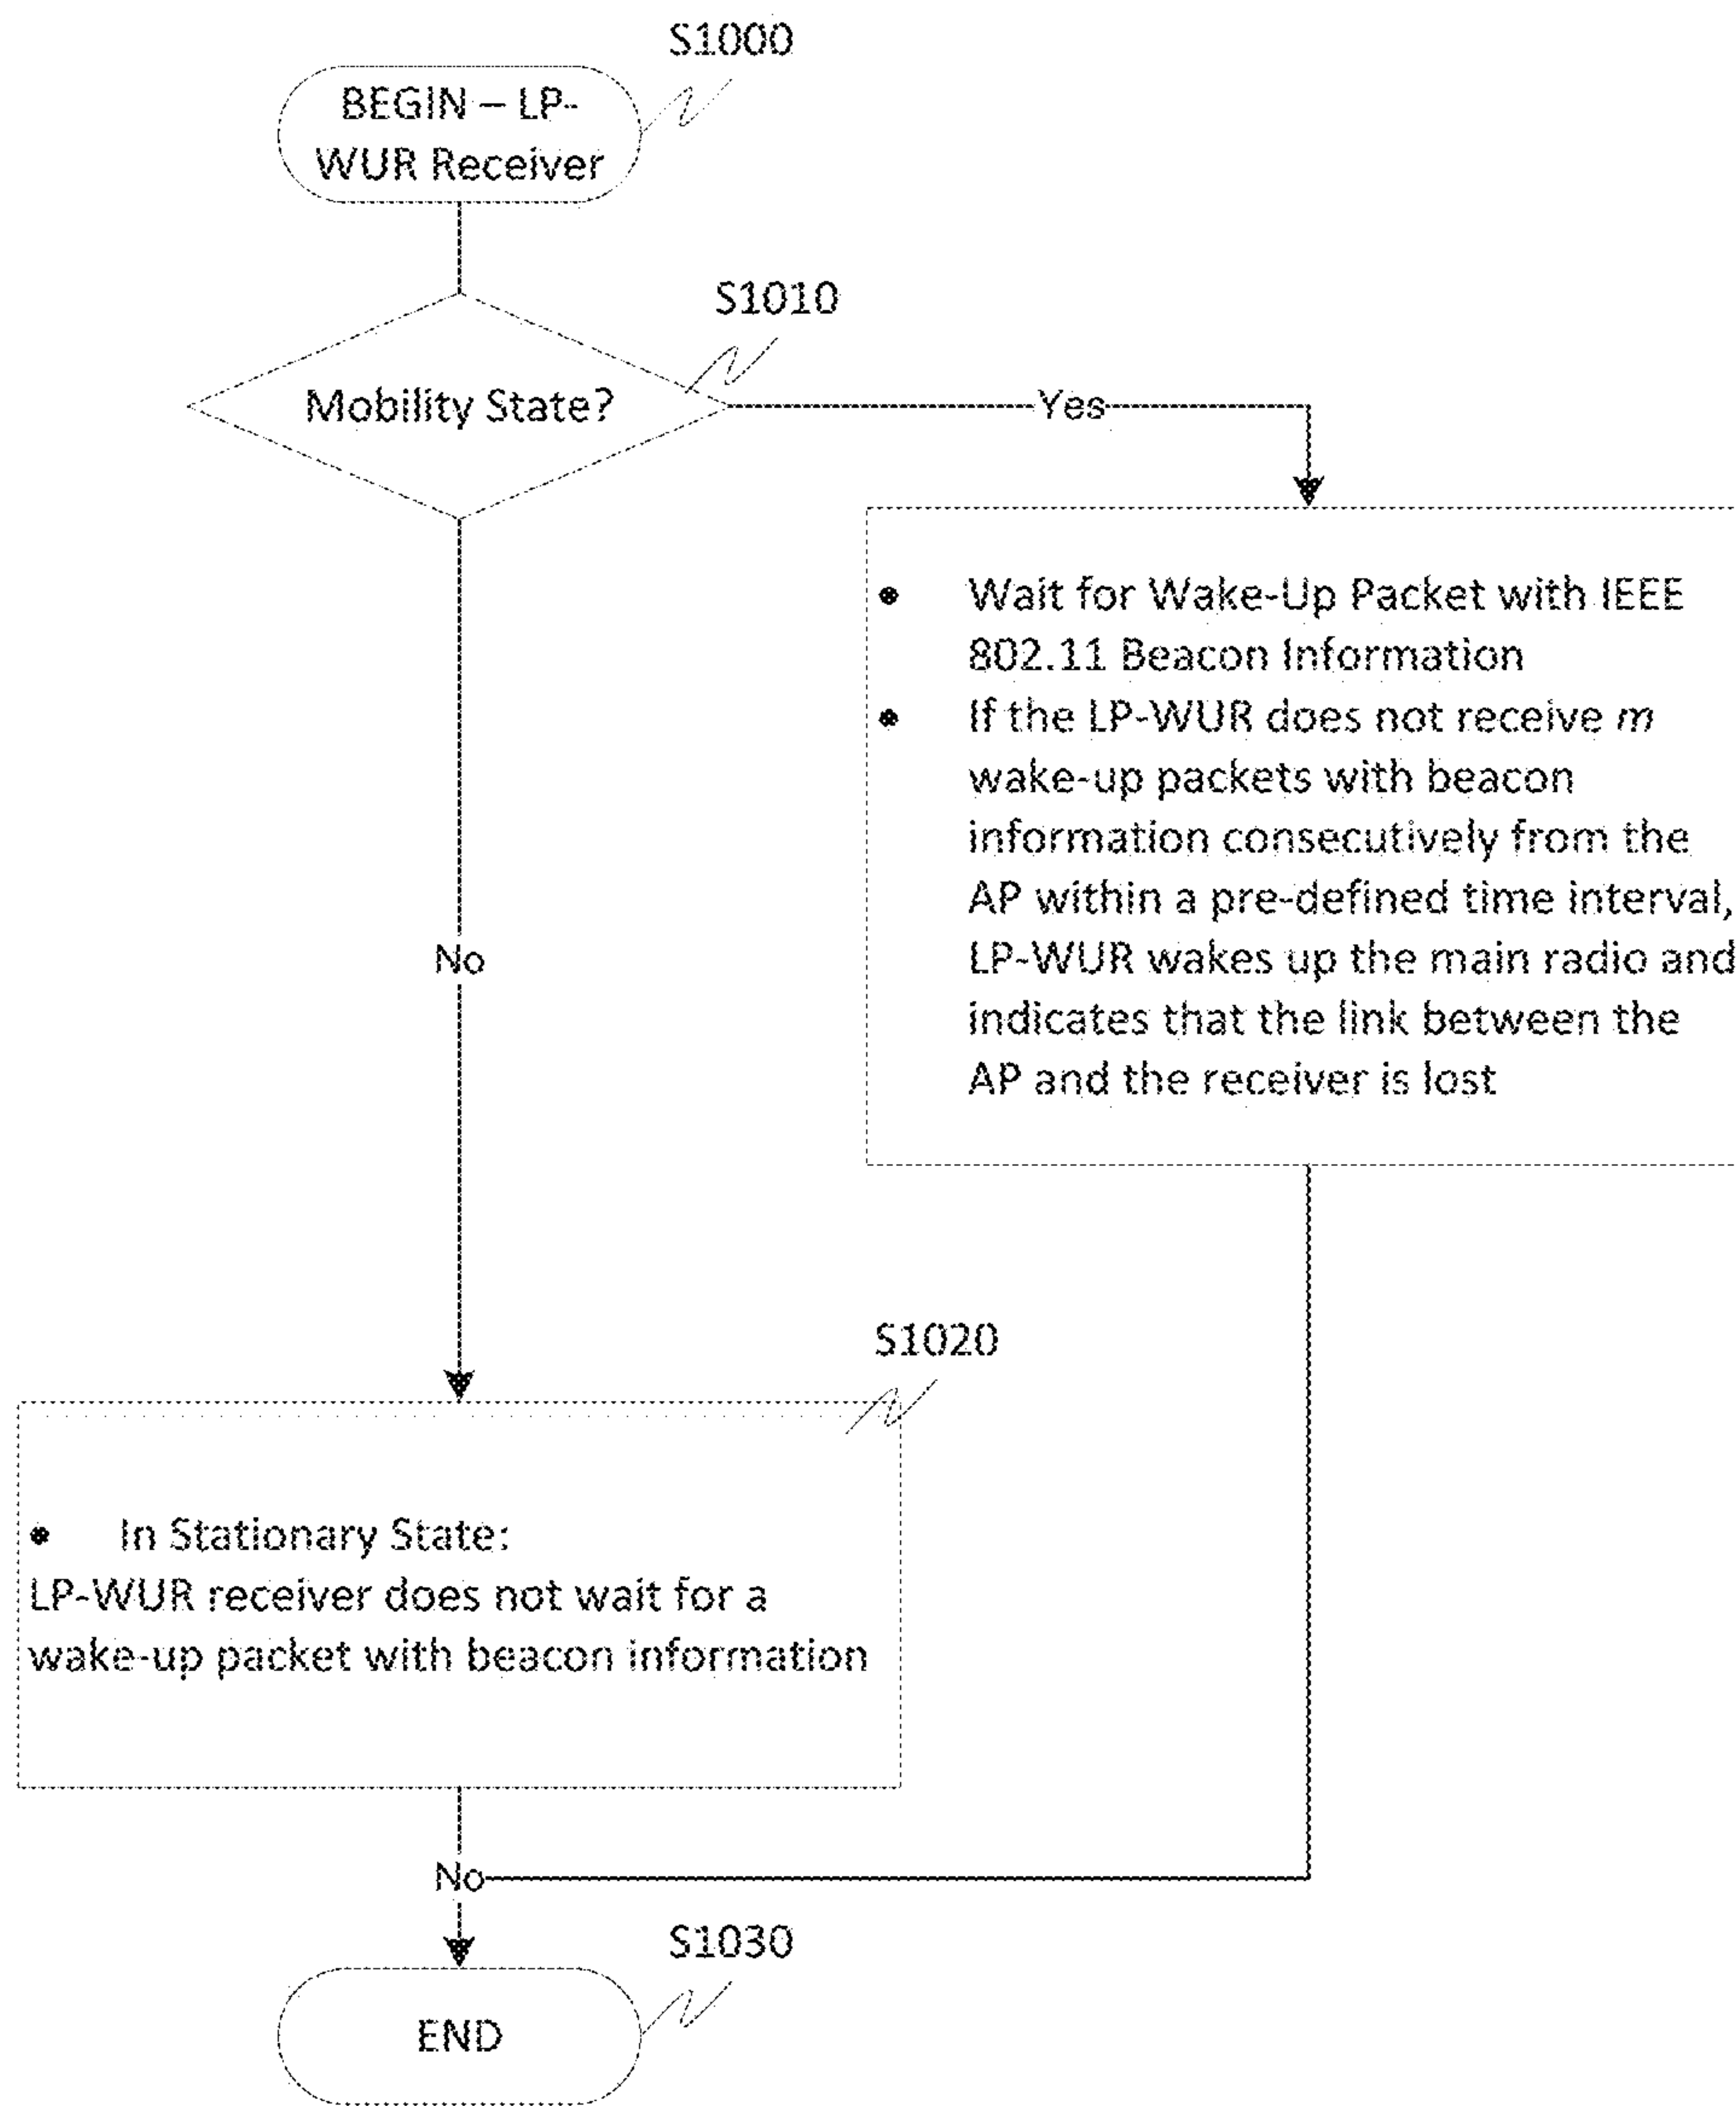 S1000
BEGIN – LP-
WUR Receiver
S1010
Mobility State?
Yes
• Wait for Wake-Up Packet with IEEE
802.11 Beacon Information
• If the LP-WUR does not receive m
wake-up packets with beacon
information consecutively from the
AP within a pre-defined time interval,
LP-WUR wakes up the main radio and
indicates that the link between the
AP and the receiver is lost
No
S1020
• In Stationary State:
LP-WUR receiver does not wait for a
wake-up packet with beacon information
No
S1030
END